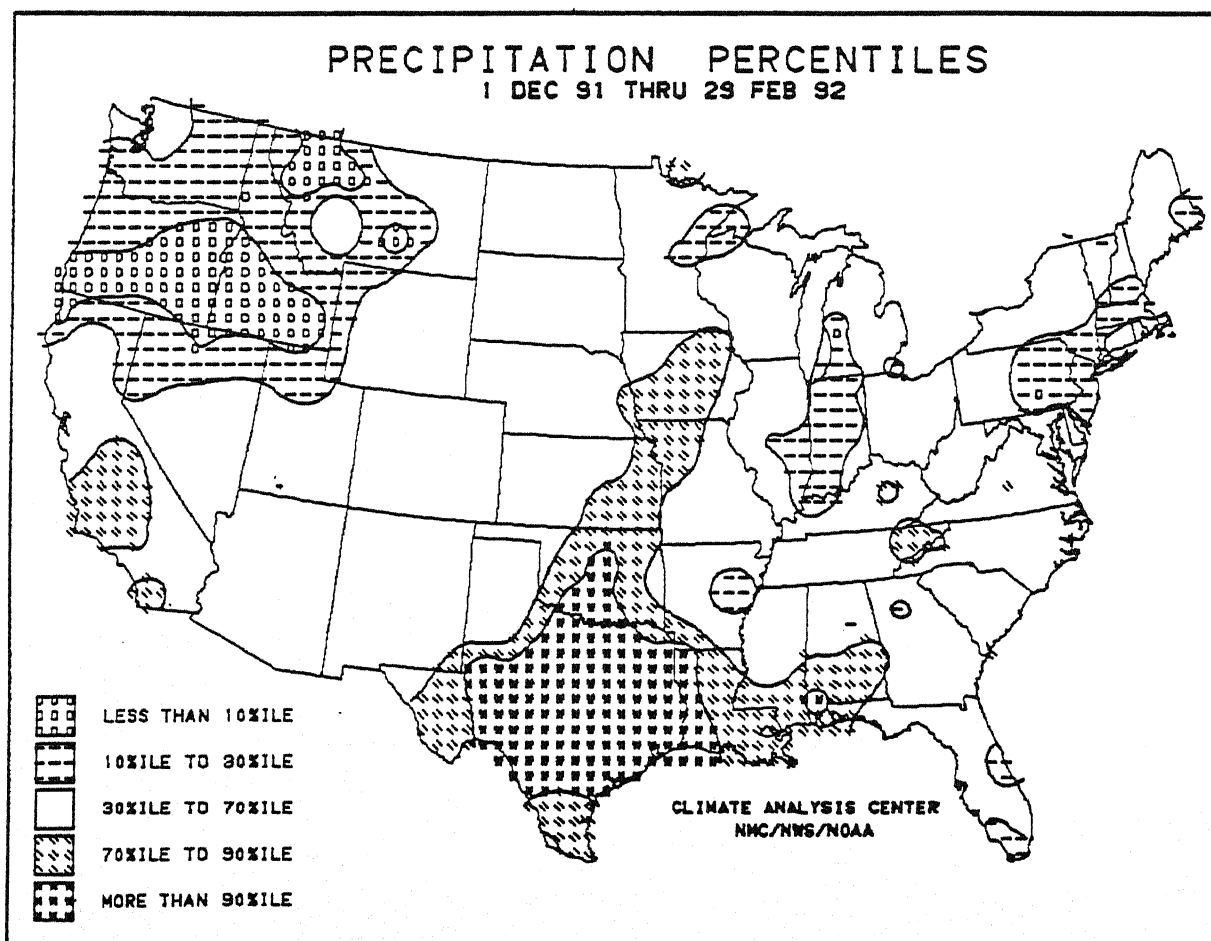 PRECIPITATION PERCENTILES
1 DEC 91 THRU 29 FEB 92
LESS THAN 10%ILE
10%ILE TO 30%ILE
30%ILE TO 70%ILE
70%ILE TO 90%ILE
MORE THAN 90%ILE
CLIMATE ANALYSIS CENTER
NMC/NWS/NOAA